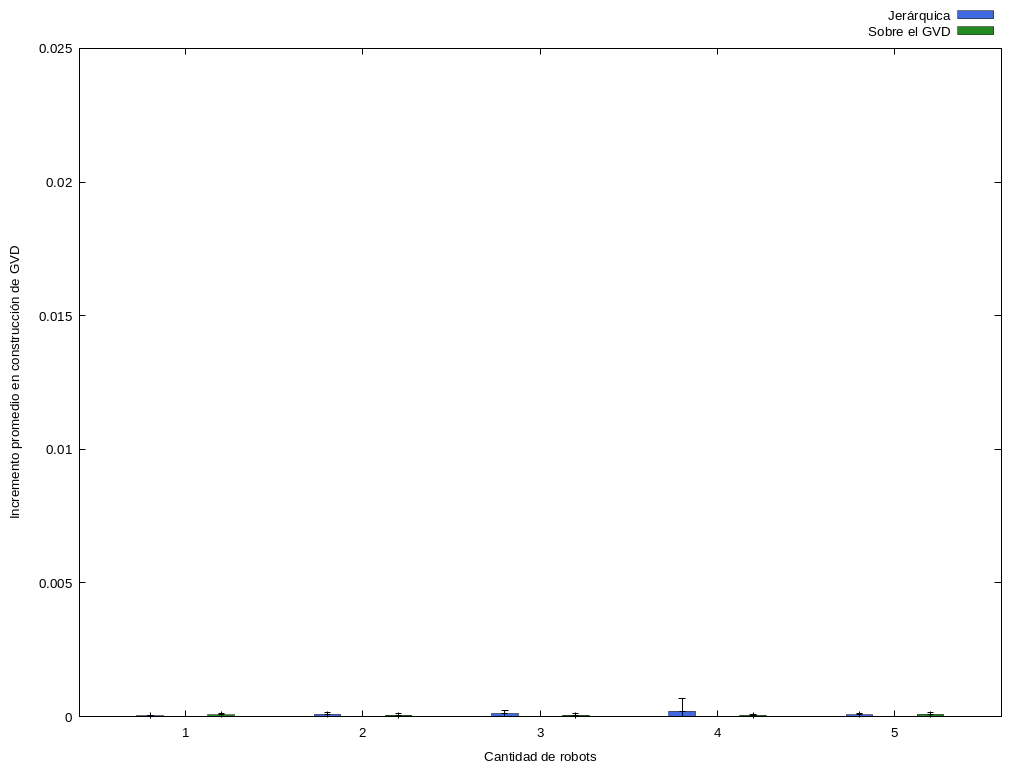 Jerárquica
Sobre el GVD
0.025
0.02
0.015
0.01
0.005
0
Incremento promedio en construcción de GVD
1 2 3 4 5
Cantidad de robots